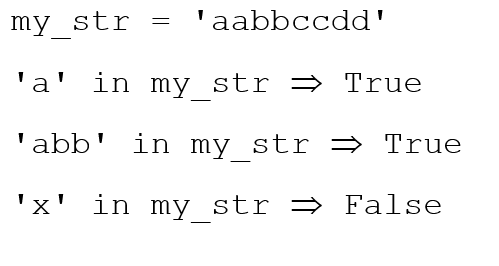 my_str = 'aabbccdd'
'a' in my_str ⇒ True
'abb' in my_str ⇒ True
'x' in my_str ⇒ False